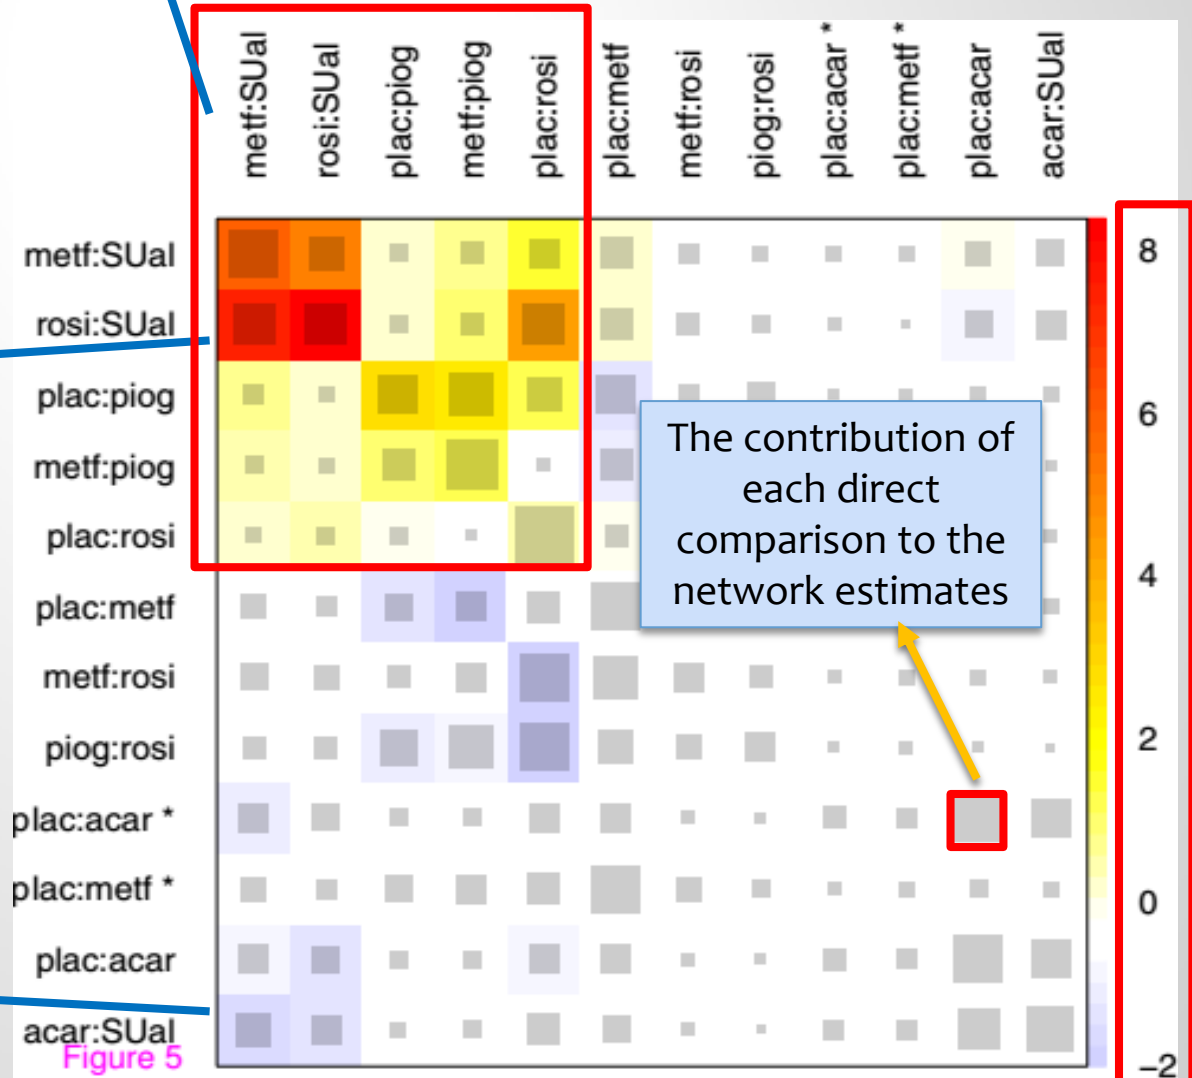 metf:SUal
rosi:SUal
plac:piog
metf:piog
plac:rosi
plac:metf
metf:rosi
piog:rosi
plac:acar *
plac:metf *
plac:acar
acar:SUal
metf:SUal
rosi:SUal
plac:piog
metf:piog
plac:rosi
plac:metf
metf:rosi
piog:rosi
plac:acar *
plac:metf *
plac:acar
acar:SUal
The contribution of
each direct
comparison to the
network estimates
8
6
4
2
0
−2
Figure 5